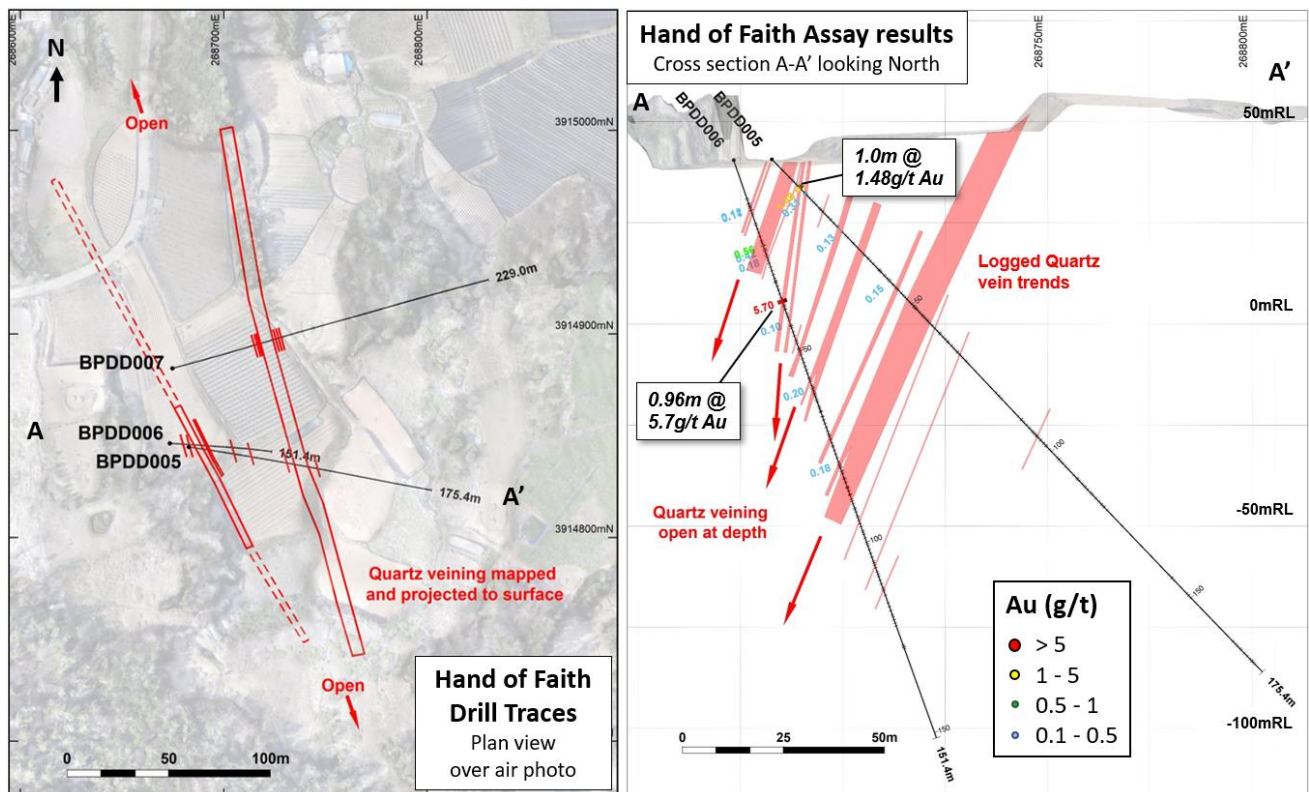 268600mE
268700mE
268800mE
N
Open
3915000mN
229.0m
3914900mN
BPDD007
A
BPDD006
BPDD005
151.4m
175.4m
A’
3914800mN
Quartz veining mapped
and projected to surface
Open
Hand of Faith
Drill Traces
Plan view
over air photo
0 50 100m
Hand of Faith Assay results
Cross section A-A’ looking North
268750mE
268800mE
A
A’
BPDD006
BPDD005
50mRL
1.0m @
1.48g/t Au
0.13
0.15
Logged Quartz
vein trends
0.18
5.70
0.10
50
50
0mRL
0.96m @
5.7g/t Au
0.20
100
0.18
-50mRL
Quartz veining
open at depth
100
150
Au (g/t)
> 5
1 - 5
0.5 - 1
0.1 - 0.5
175.4m
-100mRL
150
151.4m
0 25 50m